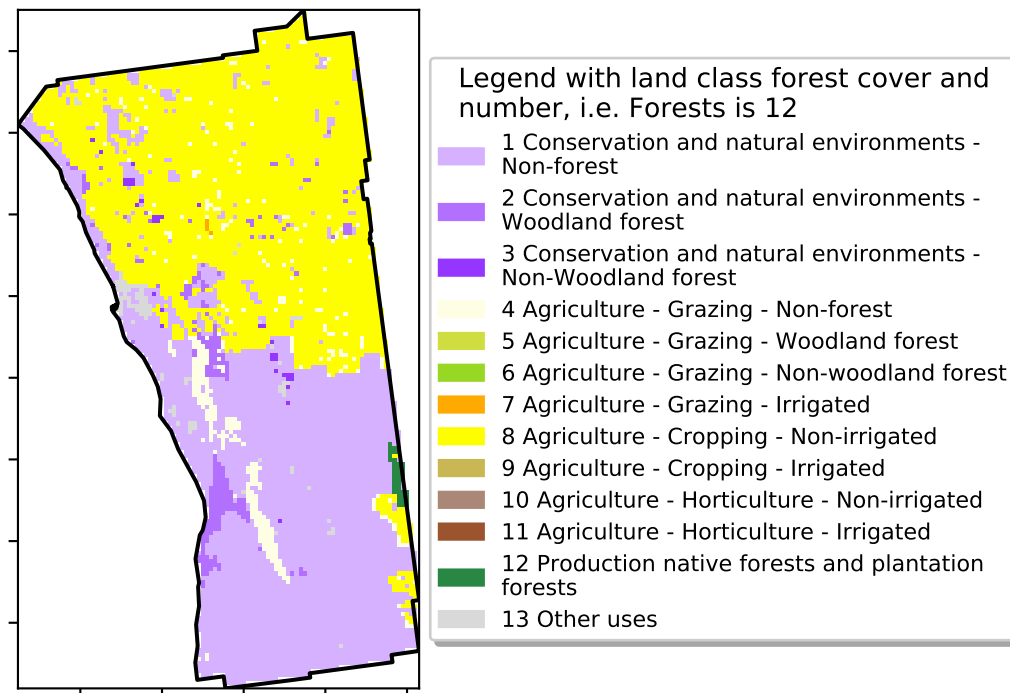 Legend with land class forest cover and
number, i.e. Forests is 12
1 Conservation and natural environments -
Non-forest
2 Conservation and natural environments -
Woodland forest
3 Conservation and natural environments -
Non-Woodland forest
4 Agriculture - Grazing - Non-forest
5 Agriculture - Grazing - Woodland forest
6 Agriculture - Grazing - Non-woodland forest
7 Agriculture - Grazing - Irrigated
8 Agriculture - Cropping - Non-irrigated
9 Agriculture - Cropping - Irrigated
10 Agriculture - Horticulture - Non-irrigated
11 Agriculture - Horticulture - Irrigated
12 Production native forests and plantation
forests
13 Other uses